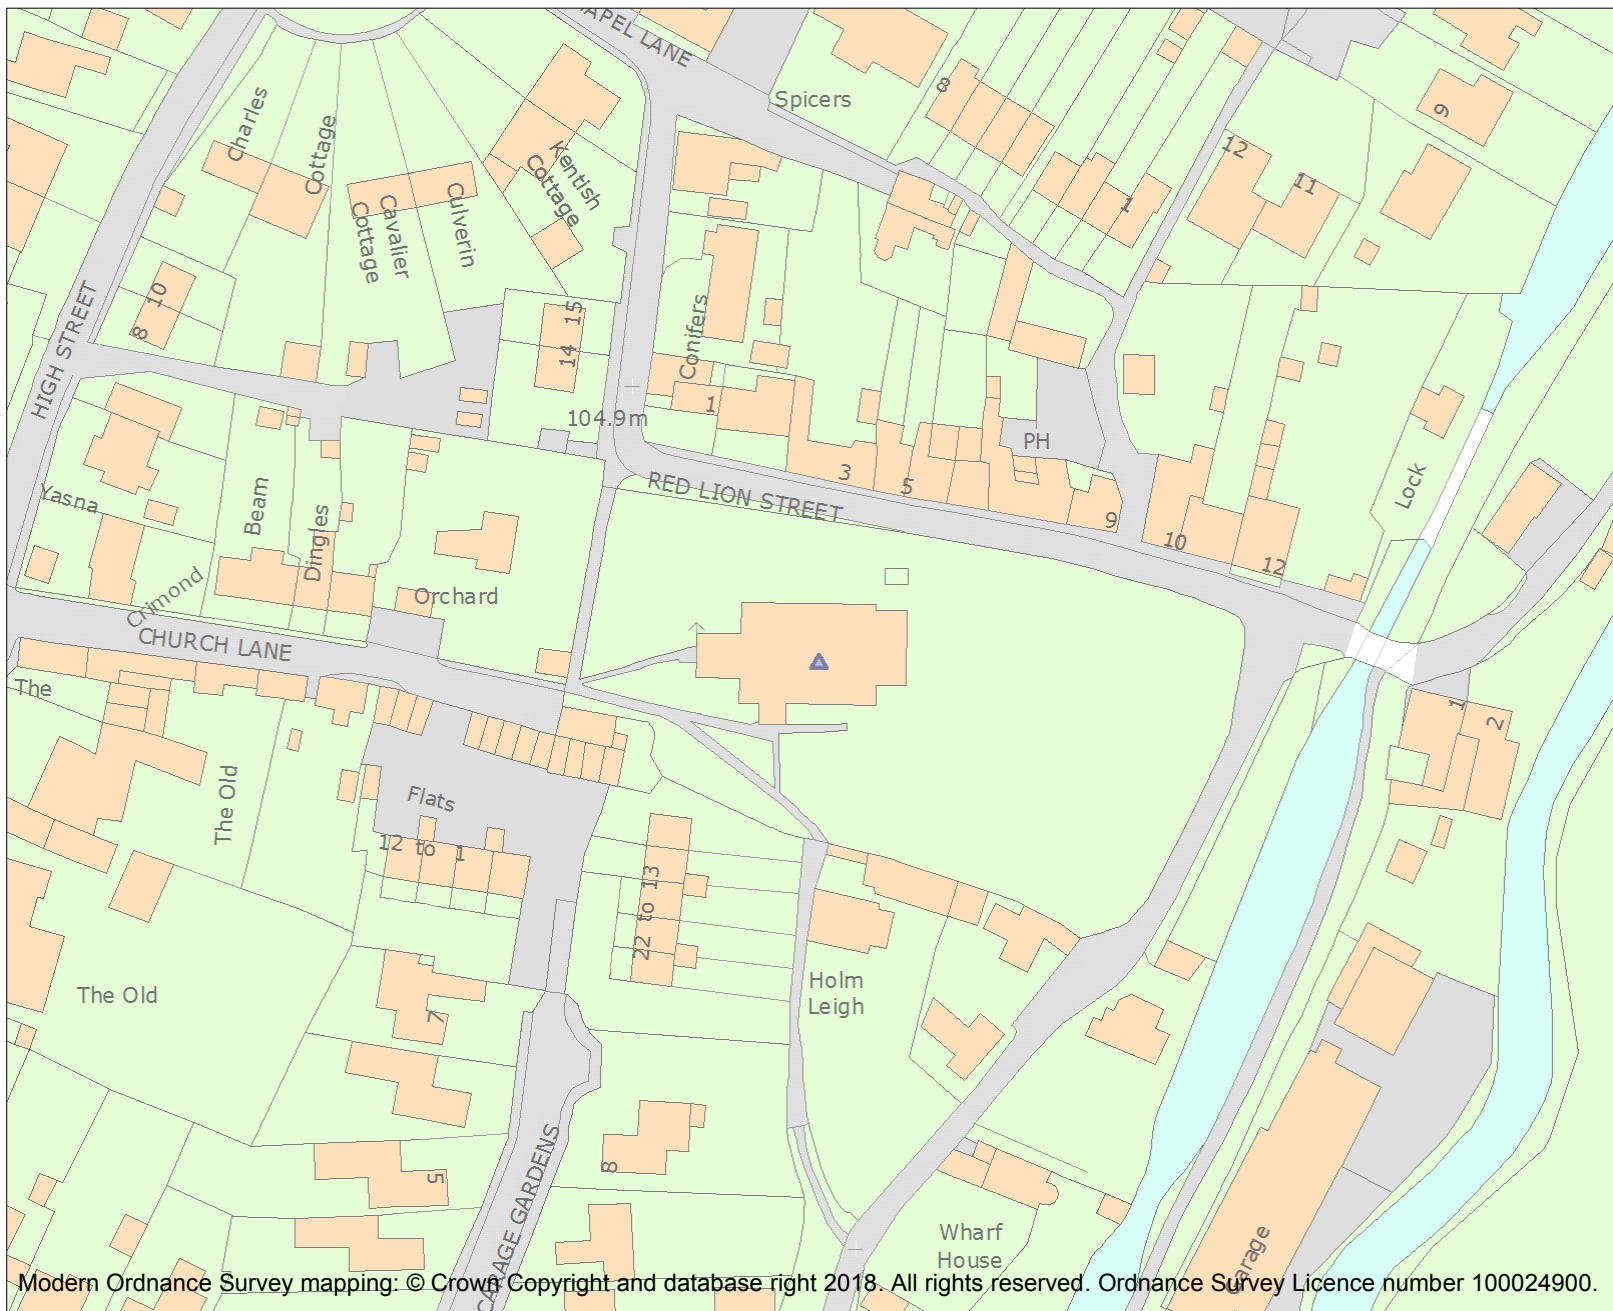 APEL LANE
Spicers
8
9
Charles
Cottage
Kentish
Cottage
12
11
1
Culverin
Cavalier
Cottage
10
8
HIGH STREET
15
14
Conifers
1
104.9m
PH
3
5
RED LION STREET
9
10
12
Lock
Yasna
Beam
Dingles
Crimond
Orchard
CHURCH LANE
The
1
2
The Old
Flats
12 to 1
22 to 13
Holm
Leigh
The Old
7
5
8
CARAGE GARDENS
Wharf
House
Garage
Modern Ordnance Survey mapping: © Crown Copyright and database right 2018. All rights reserved. Ordnance Survey Licence number 100024900.